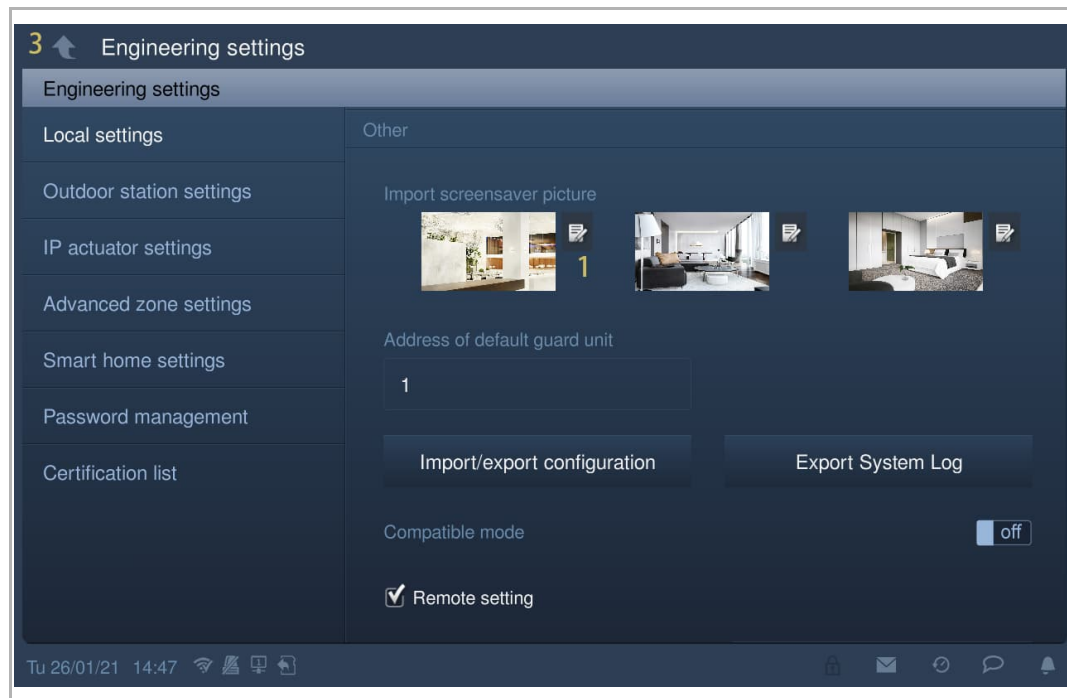 3 Engineering settings
Engineering settings
Local settings
Other
Outdoor station settings
Import screensaver picture
IP actuator settings
1
Advanced zone settings
Address of default guard unit
Smart home settings
1
Password management
Import/export configuration Export System Log
Certification list
Compatible mode off
Remote setting
Tu 26/01/21 14:47